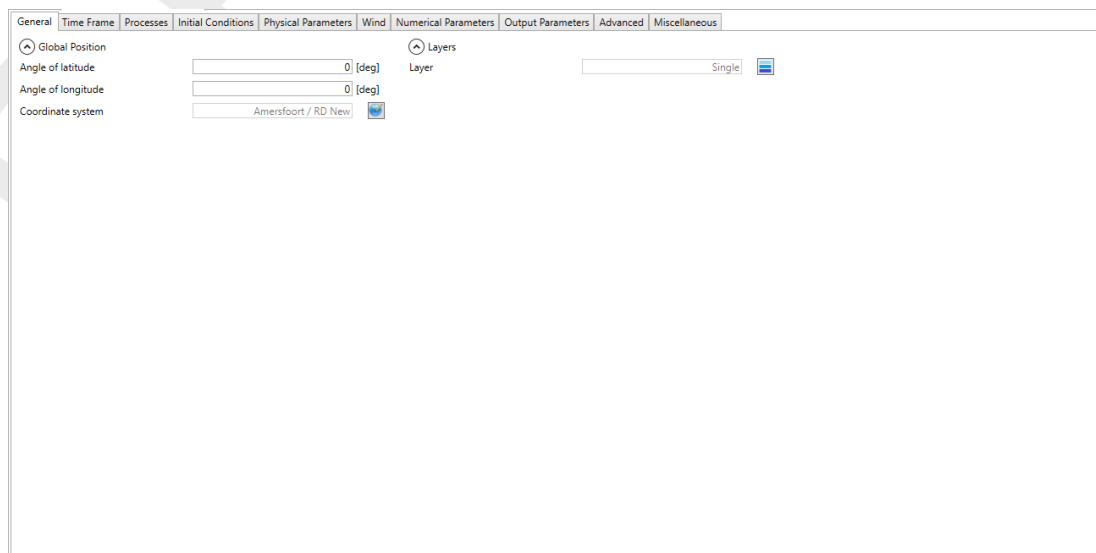 General Time Frame Processes Initial Conditions Physical Parameters Wind Numerical Parameters Output Parameters Advanced Miscellaneous
Global Position
Angle of latitude 0 [deg]
Angle of longitude 0 [deg]
Coordinate system Amersfoort / RD New
Layers
Layer Single